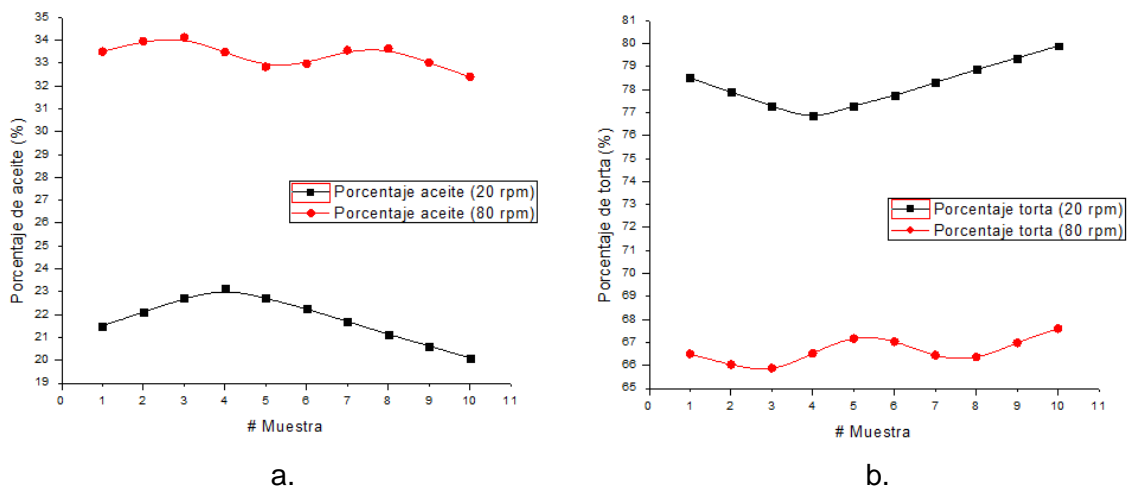 35
34
33
32
31
30
29
28
27
26
25
24
23
22
21
20
19
Porcentaje de aceite (%)
Porcentaje aceite (20 rpm)
Porcentaje aceite (80 rpm)
0 1 2 3 4 5 6 7 8 9 10 11
# Muestra
a.
81
80
79
78
77
76
75
74
73
72
71
70
69
68
67
66
65
Porcentaje de torta (%)
Porcentaje torta (20 rpm)
Porcentaje torta (80 rpm)
0 1 2 3 4 5 6 7 8 9 10 11
# Muestra
b.